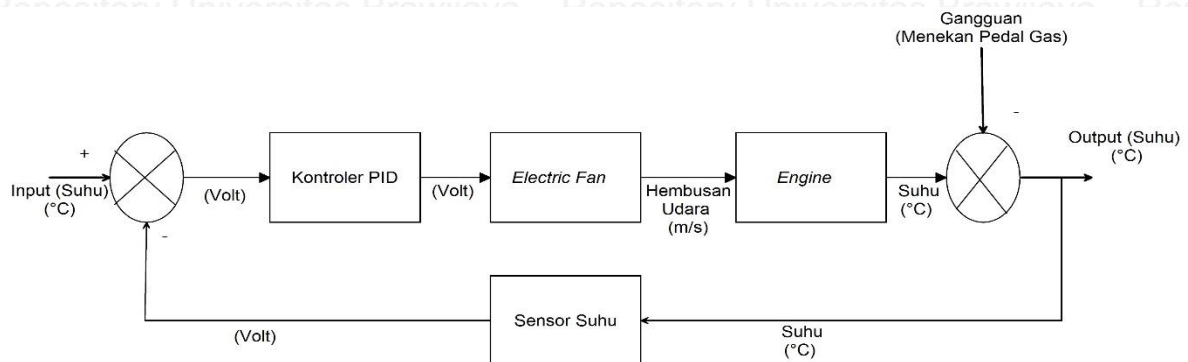 Gangguan
(Menekan Pedal Gas)
-
+
Input (Suhu)
(°C)
(Volt)
Kontroler PID
(Volt)
Electric Fan
Hembusan
Udara
(m/s)
Engine
Suhu
(°C)
Output (Suhu)
(°C)
-
(Volt)
Sensor Suhu
Suhu
(°C)